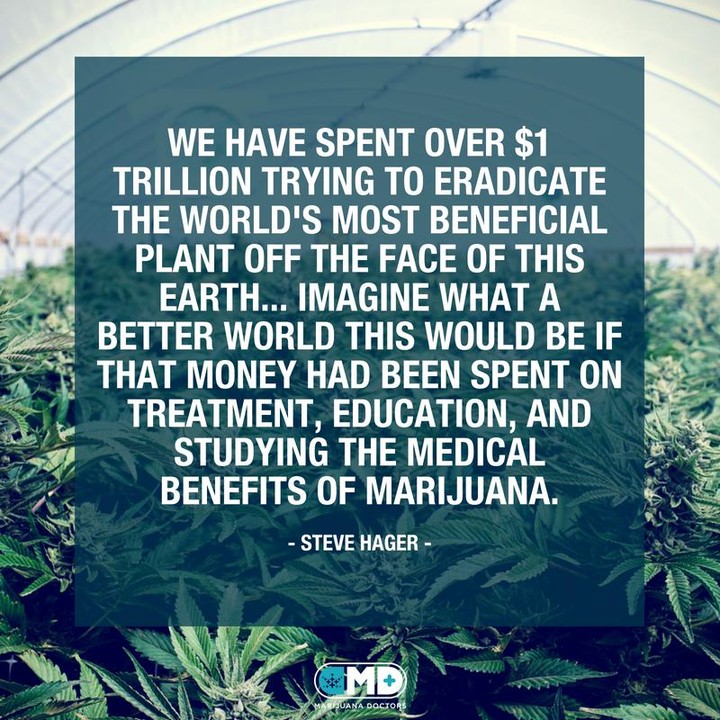 WE HAVE SPENT OVER $1
TRILLION TRYING TO ERADICATE
THE WORLD'S MOST BENEFICIAL
PLANT OFF THE FACE OF THIS
EARTH... IMAGINE WHAT A
BETTER WORLD THIS WOULD BE IF
THAT MONEY HAD BEEN SPENT ON
TREATMENT, EDUCATION, AND
STUDYING THE MEDICAL
BENEFITS OF MARIJUANA.
- STEVE HAGER -
MD
MARIJUANA DOCTORS